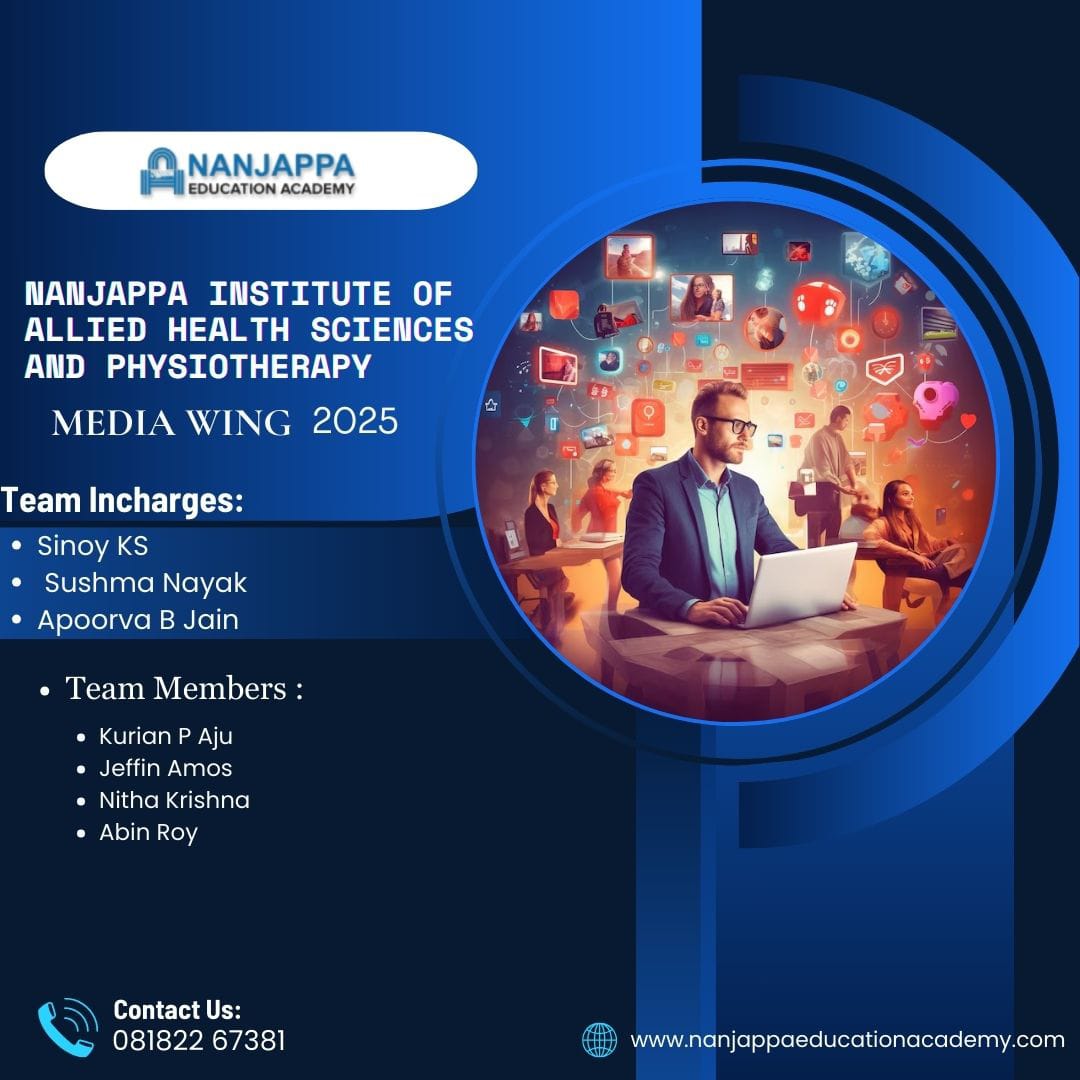 NANJAPPA
EDUCATION ACADEMY
NANJAPPA INSTITUTE OF
ALLIED HEALTH SCIENCES
AND PHYSIOTHERAPY
MEDIA WING 2025
Team Incharges:
• Sinoy KS
• Sushma Nayak
• Apoorva B Jain
• Team Members :
• Kurian P Aju
• Jeffin Amos
• Nitha Krishna
• Abin Roy
Contact Us:
081822 67381
www.nanjappaeducationacademy.com